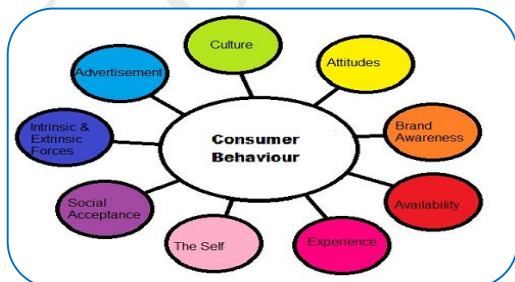 Culture
Advertisement
Attitudes
Intrinsic &
Extrinsic
Forces
Consumer
Behaviour
Brand
Awareness
Social
Acceptance
Availability
The Self
Experience